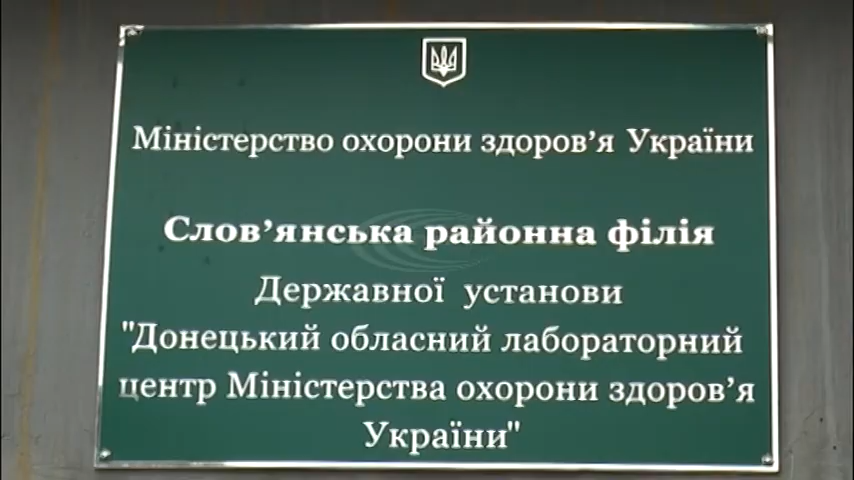 Міністерство охорони здоров’я України
Слов’янська районна філія
Державної установи
"Донецький обласний лабораторний
центр Міністерства охорони здоров’я
України"